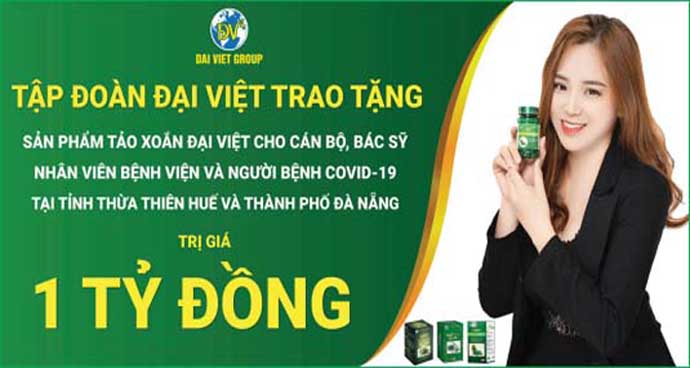 DV
DAI VIET GROUP
TẬP ĐOÀN ĐẠI VIỆT TRAO TẶNG
SẢN PHẨM TẢO XOẮN ĐẠI VIỆT CHO CÁN BỘ, BÁC SỸ
NHÂN VIÊN BỆNH VIỆN VÀ NGƯỜI BỆNH COVID-19
TẠI TỈNH THỪA THIÊN HUẾ VÀ THÀNH PHỐ ĐÀ NẴNG
TRỊ GIÁ
1 TỶ ĐỒNG